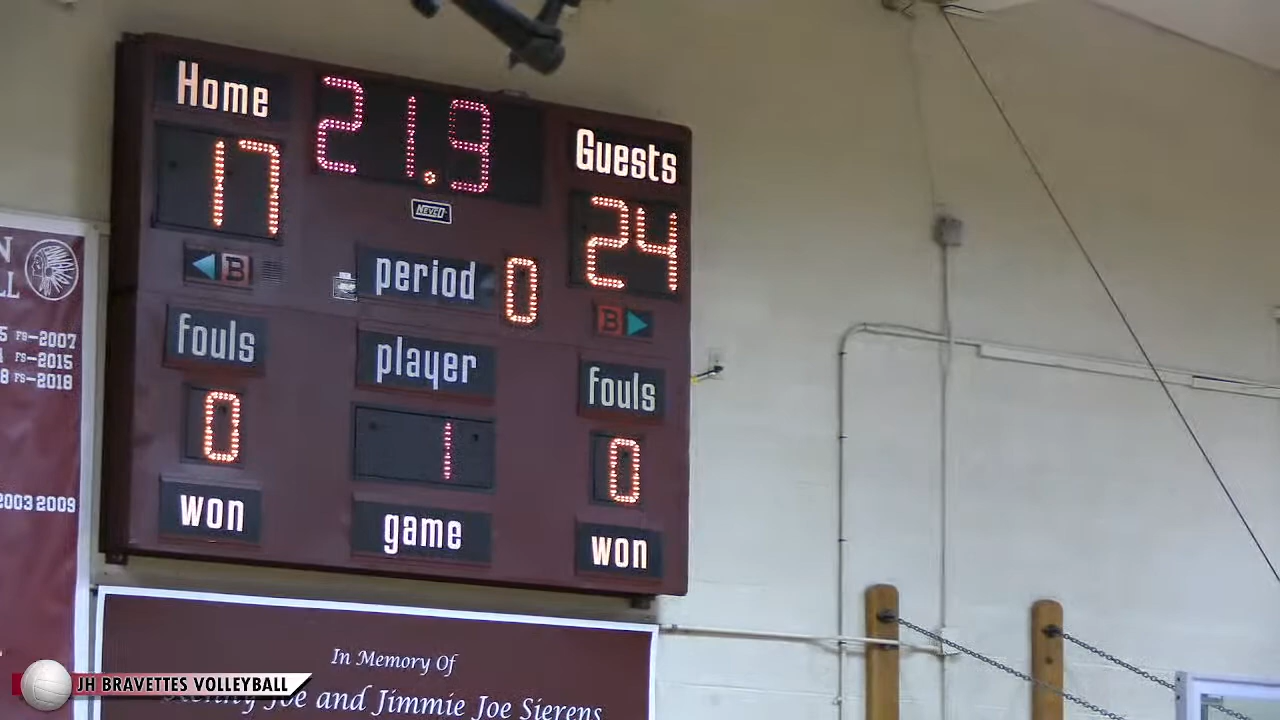 Home
21.9
Guests
17
24
NEVCO
B
period
0
B
fouls
player
fouls
0
1
0
won
game
won
N
LL
5 FS-2007
FS-2015
8 FS-2018
2003 2009
In Memory Of
Joe and Jimmie Joe Sierens
JH BRAVETTES VOLLEYBALL